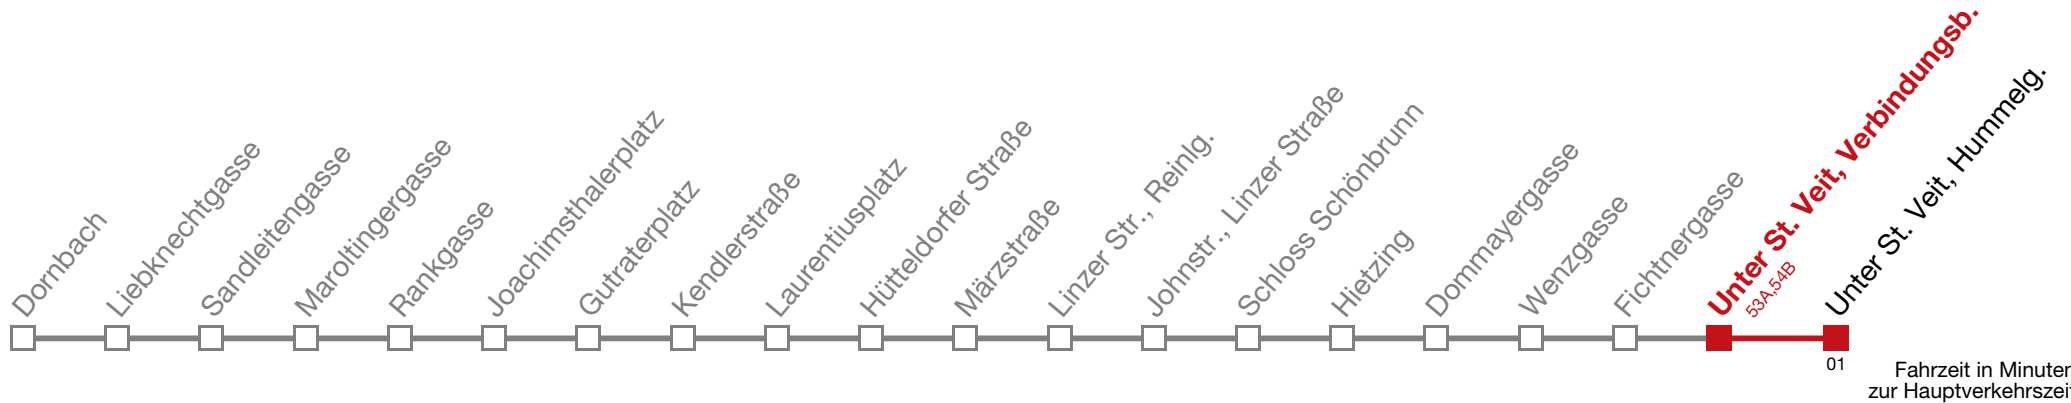 Dornbach
Liebknechtgasse
Sandleitengasse
Maroltingergasse
Rankgasse
Joachimsthalerplatz
Gutraterplatz
Kendlerstraße
Laurentiusplatz
Hütteldorfer Straße
Märzstraße
Linzer Str., Reinlg.
Johnstr., Linzer Straße
Schloss Schönbrunn
Hietzing
Dommayergasse
Wenzgasse
Fichtnergasse
Unter St. Veit, Verbindungsb.
53A,54B
Unter St. Veit, Hummelg.
01
Fahrzeit in Minuten
zur Hauptverkehrszeit